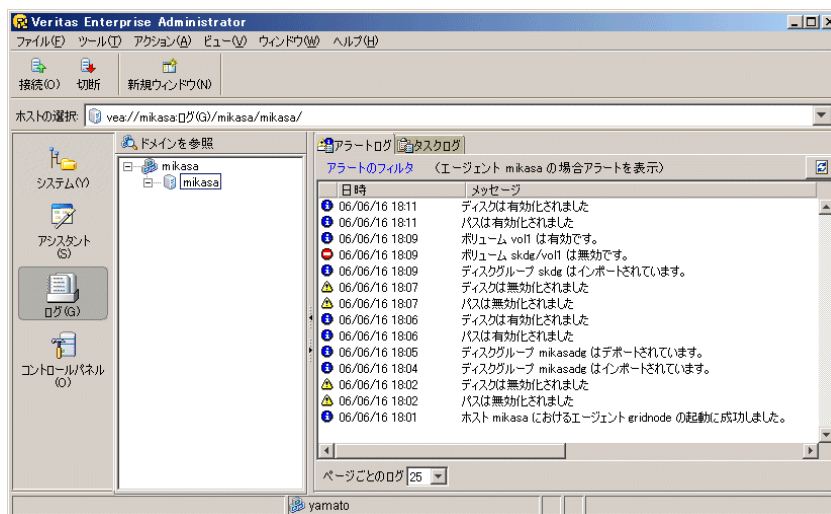 Veritas Enterprise Administrator
ファイル(F) ツール(T) アクション(A) ビュー(V) ウィンドウ(W) ヘルプ(H)
接続(O) 切断 新規ウィンドウ(N)
ホストの選択: vea://mikasa:ログ(G)/mikasa/mikasa/
システム(Y)
アシスタント
(S)
ログ(G)
コントロールパネル
(O)
ドメインを参照
mikasa
mikasa
アラートログ タスクログ
アラートのフィルタ (エージェント mikasa の場合アラートを表示)
日時 メッセージ
06/06/16 18:11 ディスクは有効化されました
06/06/16 18:11 パスは有効化されました
06/06/16 18:09 ボリューム vol1 は有効です。
06/06/16 18:09 ボリューム skdg/vol1 は無効です。
06/06/16 18:09 ディスクグループ skdg はインポートされています。
06/06/16 18:07 ディスクは無効化されました
06/06/16 18:07 パスは無効化されました
06/06/16 18:06 ディスクは有効化されました
06/06/16 18:06 パスは有効化されました
06/06/16 18:05 ディスクグループ mikasadg はデポートされています。
06/06/16 18:04 ディスクグループ mikasadg はインポートされています。
06/06/16 18:02 ディスクは無効化されました
06/06/16 18:02 パスは無効化されました
06/06/16 18:01 ホスト mikasa におけるエージェント gridnode の起動に成功しました。
ページごとのログ 25
yamato